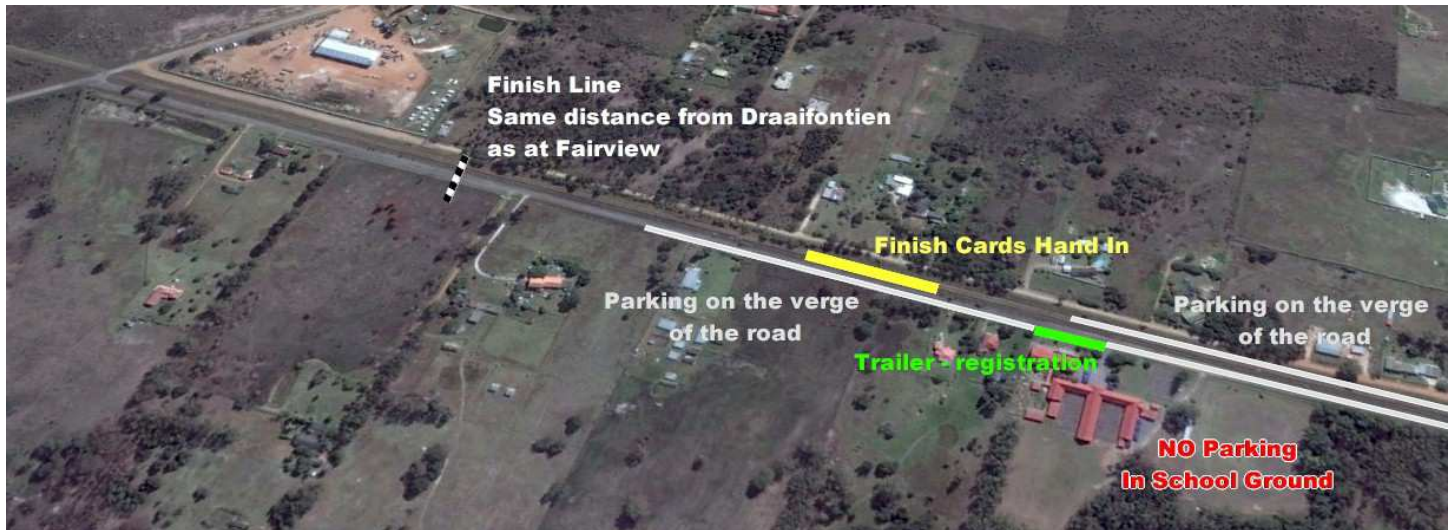 Finish Line
Same distance from Draaifontien
as at Fairview
Finish Cards Hand In
Parking on the verge
of the road
Parking on the verge
of the road
Trailer - registration
NO Parking
In School Ground